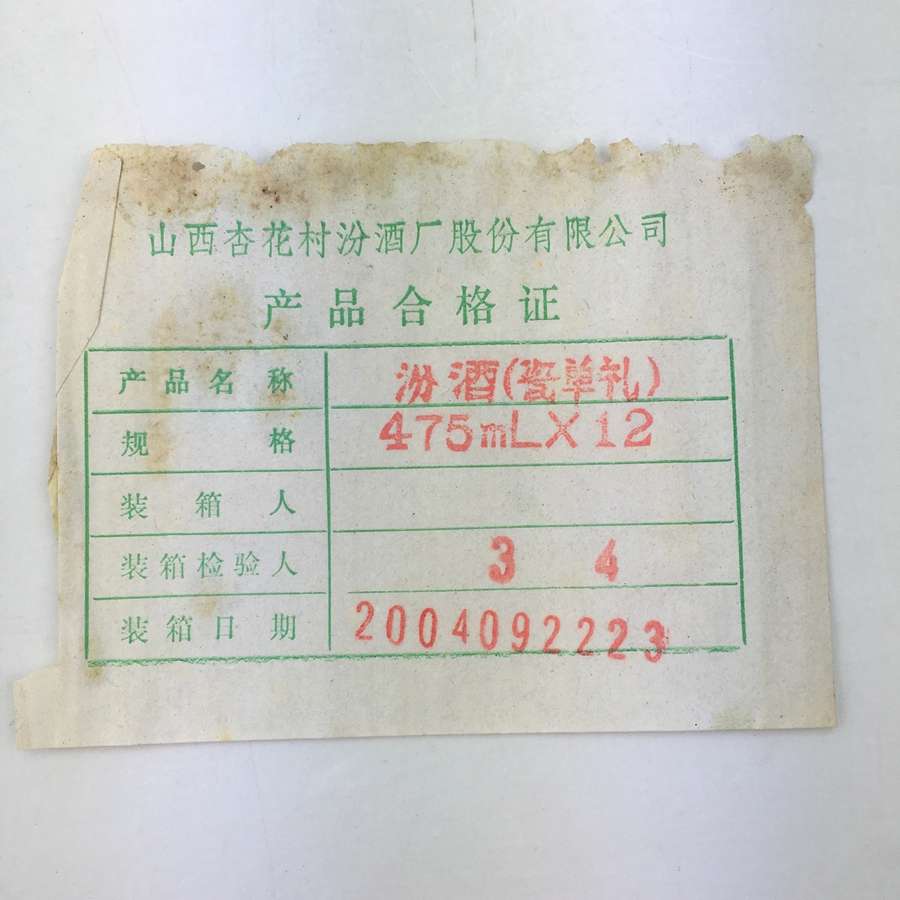 山西杏花村汾酒厂股份有限公司
产品合格证
产品名称 汾酒(瓷单礼)
规格 475mLX12
装箱人
装箱检验人 3 4
装箱日期 2004092223